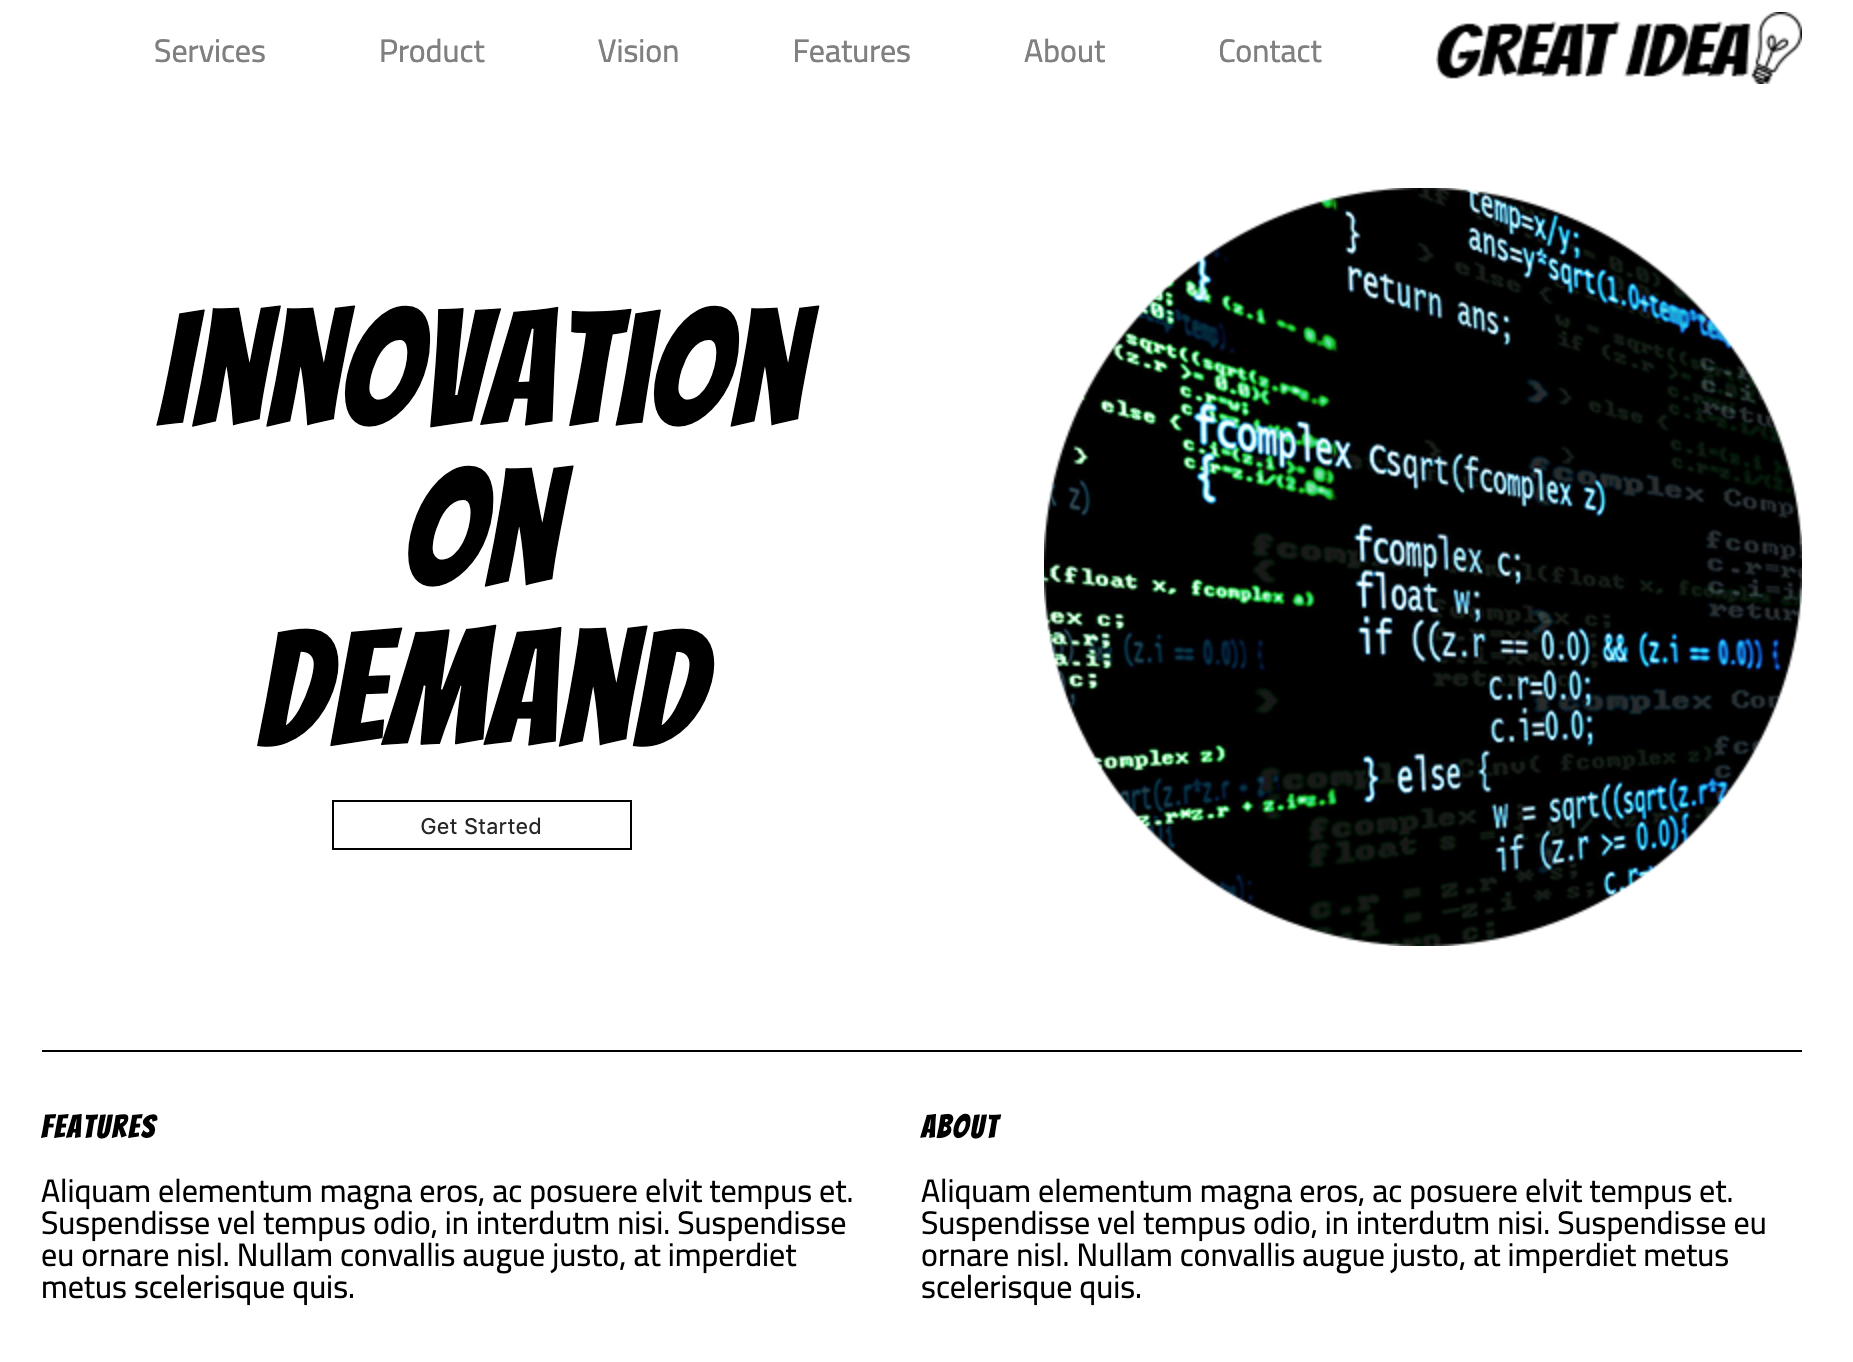 Services Product Vision Features About Contact GREAT IDEA
INNOVATION
ON
DEMAND
Get Started
temp=x/y;
}
ans=y*sqrt(1.0+temp*te
return ans;
fcomplex Csqrt(fcomplex z)
{
fcomplex c;
float w;
if ((z.r == 0.0) && (z.i == 0.0)) {
c.r=0.0;
c.i=0.0;
} else {
w = sqrt((sqrt(z.r*z
if (z.r >= 0.0){
else {
(float x, fcomplex a)
ex c;
a.r;
a.i;
c;
complex z)
z.r*z.r + z.i*z.i
FEATURES
Aliquam elementum magna eros, ac posuere elvit tempus et.
Suspendisse vel tempus odio, in interdutm nisi. Suspendisse
eu ornare nisl. Nullam convallis augue justo, at imperdiet
metus scelerisque quis.
ABOUT
Aliquam elementum magna eros, ac posuere elvit tempus et.
Suspendisse vel tempus odio, in interdutm nisi. Suspendisse eu
ornare nisl. Nullam convallis augue justo, at imperdiet metus
scelerisque quis.